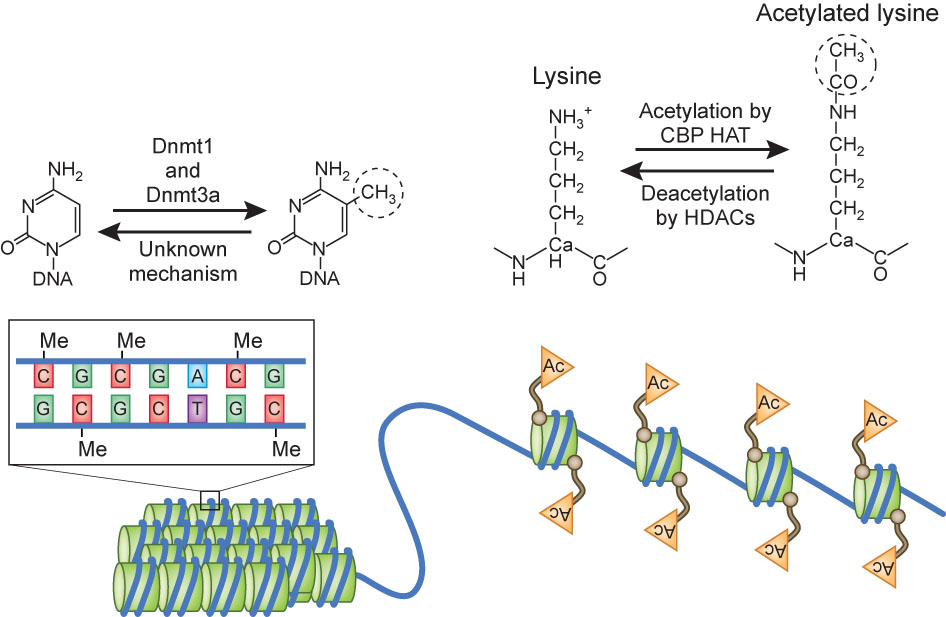 Acetylated lysine
Lysine
CH3
CO
NH
CH2
CH2
CH2
Ca
N
H
C
O
NH3+
CH2
CH2
CH2
Ca
H
N
H
C
O
Acetylation by
CBP HAT
Deacetylation
by HDACs
NH2
N
O
N
DNA
Dnmt1
and
Dnmt3a
Unknown
mechanism
NH2
CH3
N
O
N
DNA
Me Me Me
C G C G A C G
G C G C T G C
Me Me
Ac Ac Ac Ac
Ac Ac Ac Ac